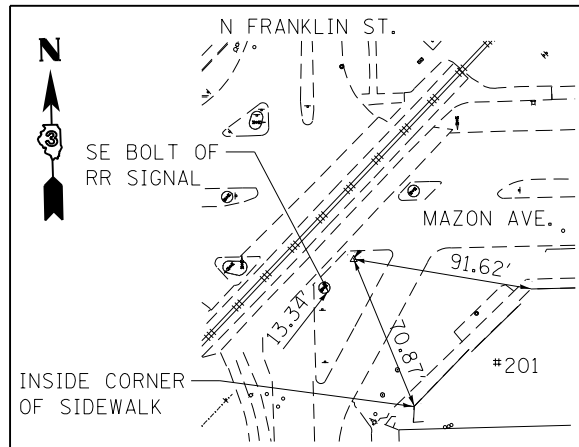 N FRANKLIN ST.
N
3
SE BOLT OF
RR SIGNAL
MAZON AVE.
91.62'
13.34'
70.87'
#201
INSIDE CORNER
OF SIDEWALK